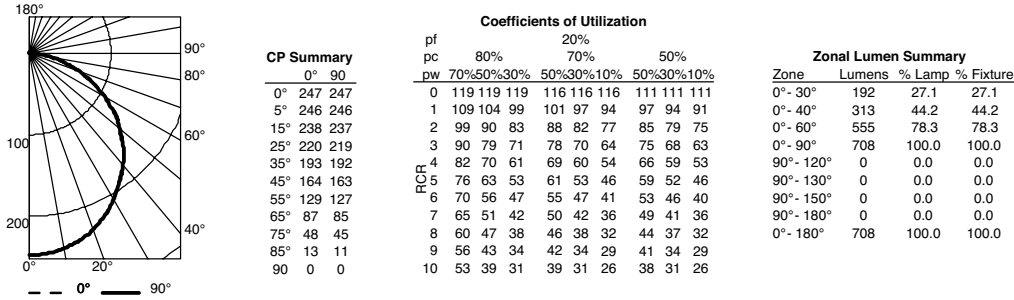 180°
90°
80°
60°
40°
100
200
0°
20°
0°
90°
CP Summary
0° 90
0° 247 247
5° 246 246
15° 238 237
25° 220 219
35° 193 192
45° 164 163
55° 129 127
65° 87 85
75° 48 45
85° 13 11
90 0 0
Coefficients of Utilization
pf 20%
pc 80% 70% 50%
pw 70%50%30% 50%30%10% 50%30%10%
RCR
0 119 119 119 116 116 116 111 111 111
1 109 104 99 101 97 94 97 94 91
2 99 90 83 88 82 77 85 79 75
3 90 79 71 78 70 64 75 68 63
4 82 70 61 69 60 54 66 59 53
5 76 63 53 61 53 46 59 52 46
6 70 56 47 55 47 41 53 46 40
7 65 51 42 50 42 36 49 41 36
8 60 47 38 46 38 32 44 37 32
9 56 43 34 42 34 29 41 34 29
10 53 39 31 39 31 26 38 31 26
Zonal Lumen Summary
Zone Lumens % Lamp % Fixture
0°- 30° 192 27.1 27.1
0°- 40° 313 44.2 44.2
0°- 60° 555 78.3 78.3
0°- 90° 708 100.0 100.0
90°- 120° 0 0.0 0.0
90°- 130° 0 0.0 0.0
90°- 150° 0 0.0 0.0
90°- 180° 0 0.0 0.0
0°- 180° 708 100.0 100.0